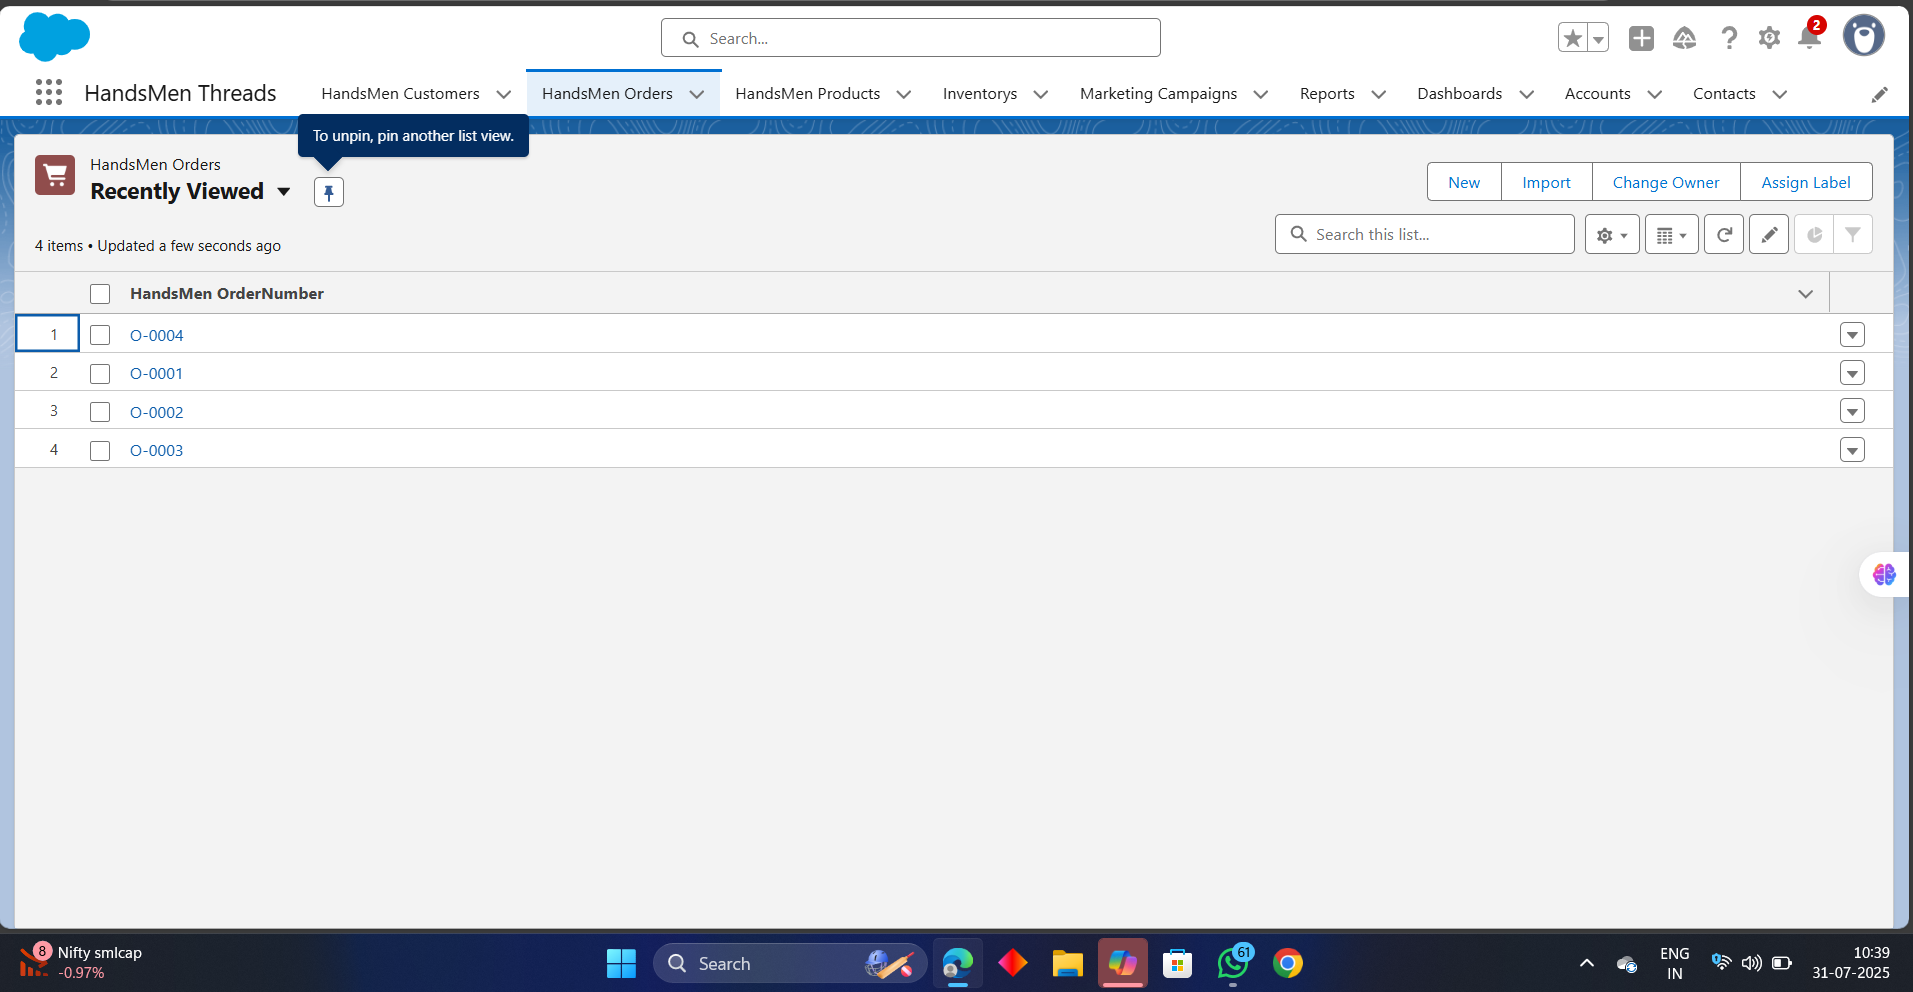 Search...
2
HandsMen Threads
HandsMen Customers
HandsMen Orders
HandsMen Products
Inventorys
Marketing Campaigns
Reports
Dashboards
Accounts
Contacts
To unpin, pin another list view.
HandsMen Orders
Recently Viewed
New
Import
Change Owner
Assign Label
4 items • Updated a few seconds ago
Search this list...
HandsMen OrderNumber
1 O-0004
2 O-0001
3 O-0002
4 O-0003
8
Nifty smlcap
-0.97%
Search
61
ENG
IN
10:39
31-07-2025